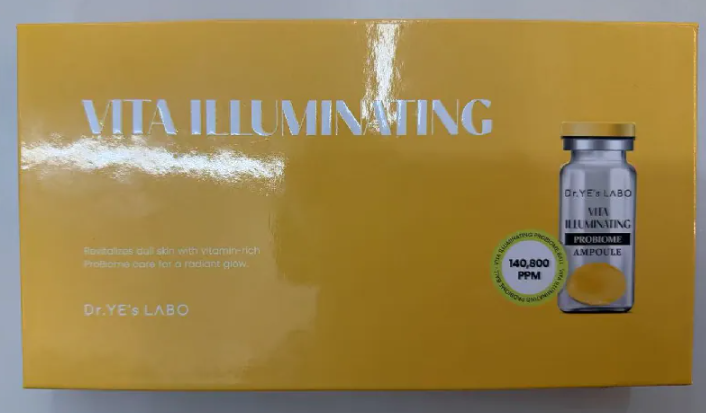 VITA ILLUMINATING
Revitalizes dull skin with vitamin-rich
ProBiome care for a radiant glow.
Dr.YE's LABO
Dr.YE's LABO
VITA
ILLUMINATING
PROBIOME
AMPOULE
140,800
PPM